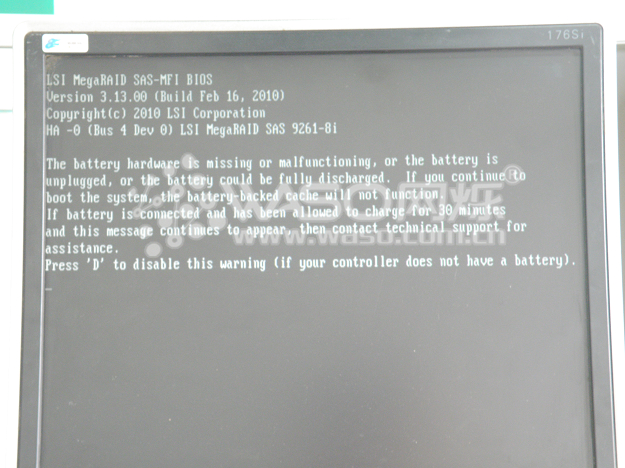 176Si
LSI MegaRAID SAS-MFI BIOS
Version 3.13.00 (Build Feb 16, 2010)
Copyright(c) 2010 LSI Corporation
HA -0 (Bus 4 Dev 0) LSI MegaRAID SAS 9261-8i
The battery hardware is missing or malfunctioning, or the battery is
unplugged, or the battery could be fully discharged.  If you continue to
boot the system, the battery-backed cache will not function.
If battery is connected and has been allowed to charge for 30 minutes
and this message continues to appear, then contact technical support for
assistance.
Press 'D' to disable this warning (if your controller does not have a battery).
WASO
www.waso.com.cn